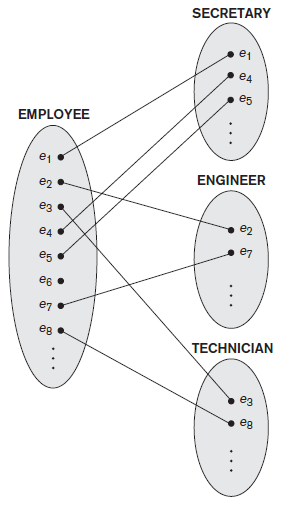 SECRETARY
e1
e4
e5
EMPLOYEE
e1
e2
e3
e4
e5
e6
e7
e8
ENGINEER
e2
e7
TECHNICIAN
e3
e8